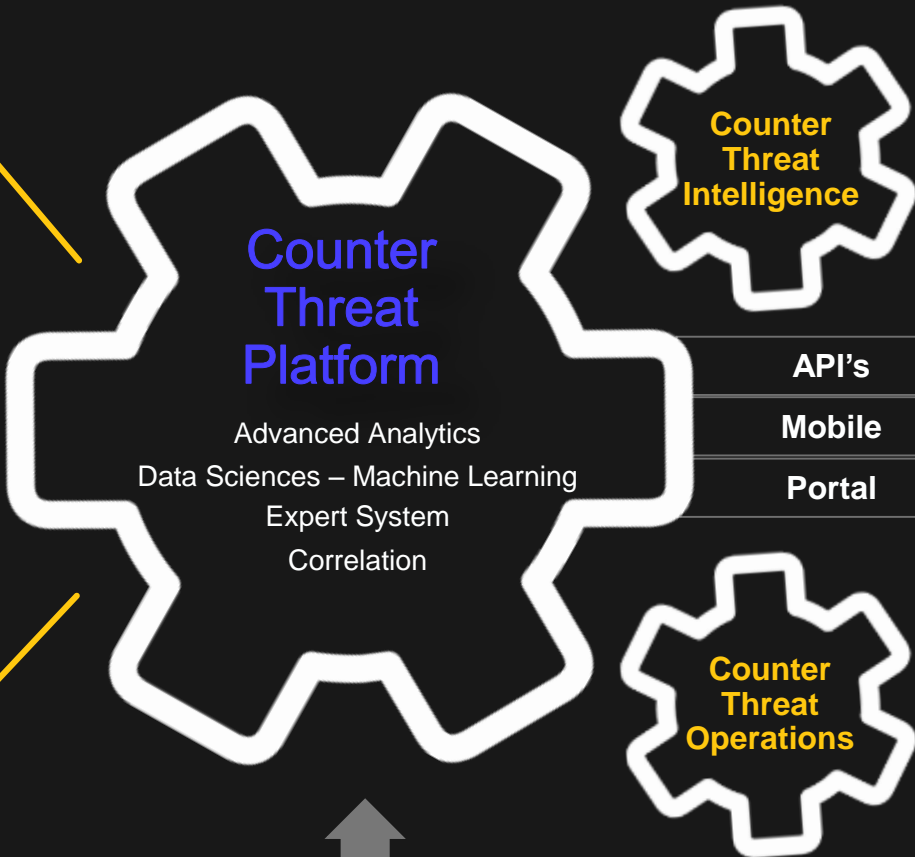 Counter
Threat
Platform
Advanced Analytics
Data Sciences – Machine Learning
Expert System
Correlation
Counter
Threat
Intelligence
API's
Mobile
Portal
Counter
Threat
Operations